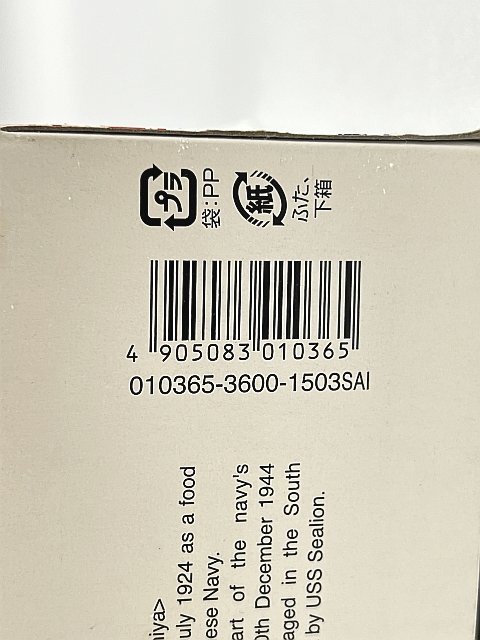 プラ
袋:PP
紙
ふた、
下箱
4 905083 010365
010365-3600-1503SAI
niya>
uly 1924 as a food
ese Navy.
art of the navy's
0th December 1944
aged in the South
by USS Sealion.